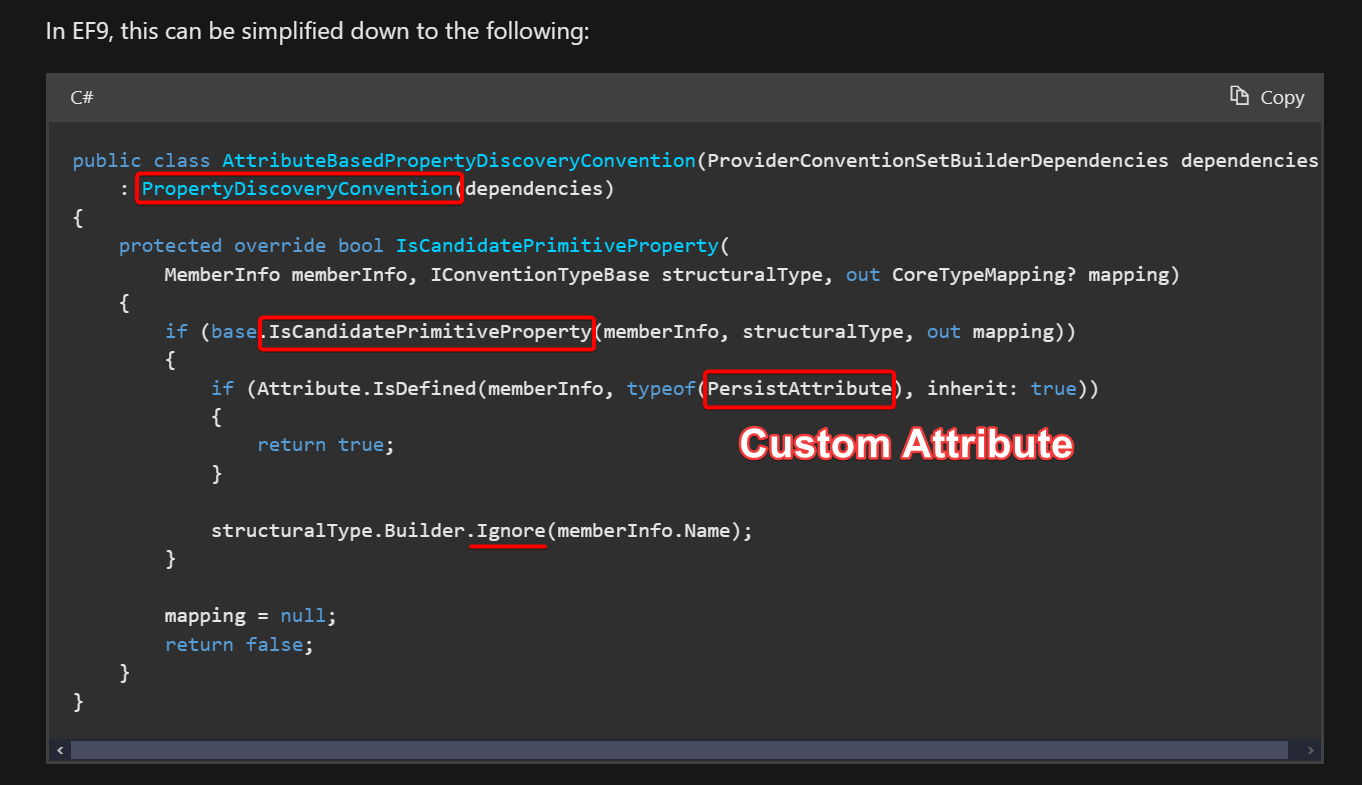 In EF9, this can be simplified down to the following:
C#
Copy
public class AttributeBasedPropertyDiscoveryConvention(ProviderConventionSetBuilderDependencies dependencies
    : PropertyDiscoveryConvention(dependencies)
{
    protected override bool IsCandidatePrimitiveProperty(
        MemberInfo memberInfo, IConventionTypeBase structuralType, out CoreTypeMapping? mapping)
    {
        if (base.IsCandidatePrimitiveProperty(memberInfo, structuralType, out mapping))
        {
            if (Attribute.IsDefined(memberInfo, typeof(PersistAttribute), inherit: true))
            {
Custom Attribute
                return true;
            }
            structuralType.Builder.Ignore(memberInfo.Name);
        }
        mapping = null;
        return false;
    }
}